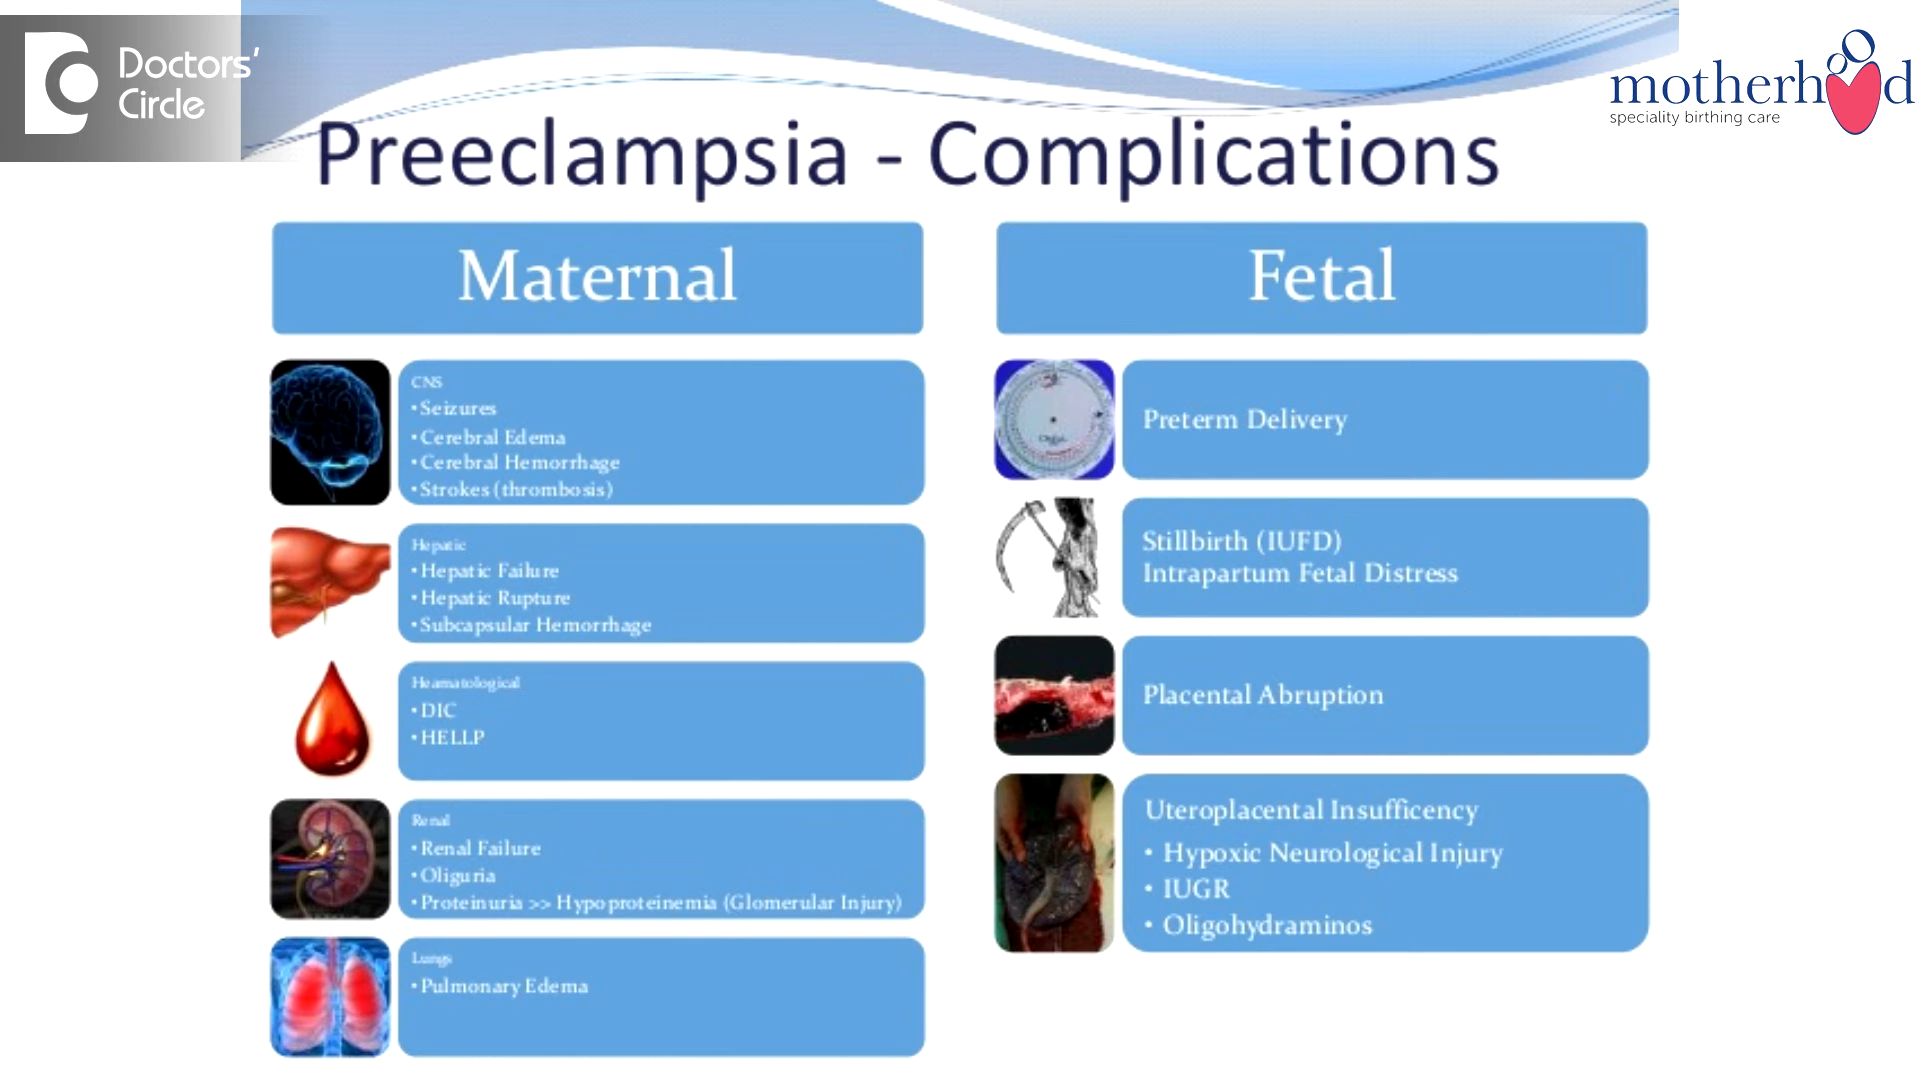 Doctors'
Circle
motherhood
speciality birthing care
Preeclampsia - Complications
Maternal
CNS
•Seizures
•Cerebral Edema
•Cerebral Hemorrhage
•Strokes (thrombosis)
Hepatic
•Hepatic Failure
•Hepatic Rupture
•Subcapsular Hemorrhage
Heamatological
•DIC
•HELLP
Renal
•Renal Failure
•Oliguria
•Proteinuria >> Hypoproteinemia (Glomerular Injury)
Lungs
•Pulmonary Edema
Fetal
Preterm Delivery
Stillbirth (IUFD)
Intrapartum Fetal Distress
Placental Abruption
Uteroplacental Insufficency
• Hypoxic Neurological Injury
• IUGR
• Oligohydraminos